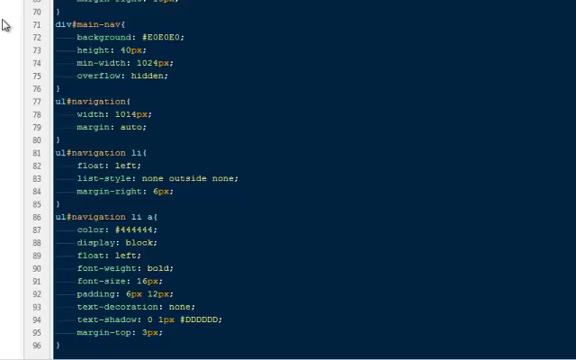 70 }
71 div#main-nav{
72 background: #E0E0E0;
73 height: 40px;
74 min-width: 1024px;
75 overflow: hidden;
76 }
77 ul#navigation{
78 width: 1014px;
79 margin: auto;
80 }
81 ul#navigation li{
82 float: left;
83 list-style: none outside none;
84 margin-right: 6px;
85 }
86 ul#navigation li a{
87 color: #444444;
88 display: block;
89 float: left;
90 font-weight: bold;
91 font-size: 16px;
92 padding: 6px 12px;
93 text-decoration: none;
94 text-shadow: 0 1px #DDDDDD;
95 margin-top: 3px;
96 }